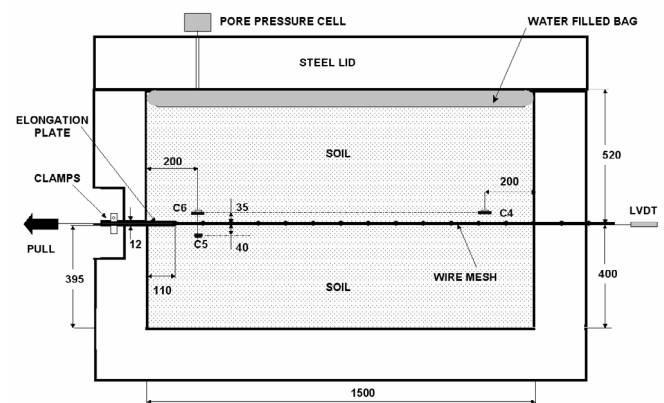 PORE PRESSURE CELL
WATER FILLED BAG
STEEL LID
ELONGATION
PLATE
SOIL
520
200
CLAMPS
200
C6
35
C4
LVDT
12
C5
40
PULL
WIRE MESH
395
110
SOIL
400
1500